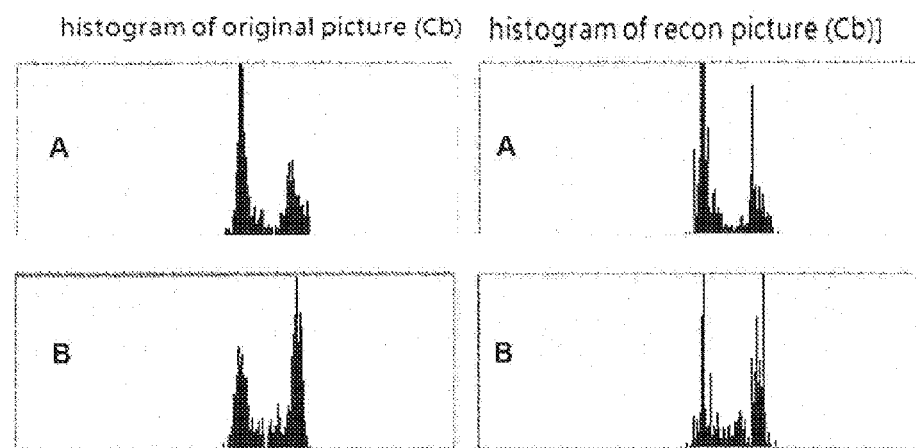 histogram of original picture (Cb) histogram of recon picture (Cb)]
A A
B B